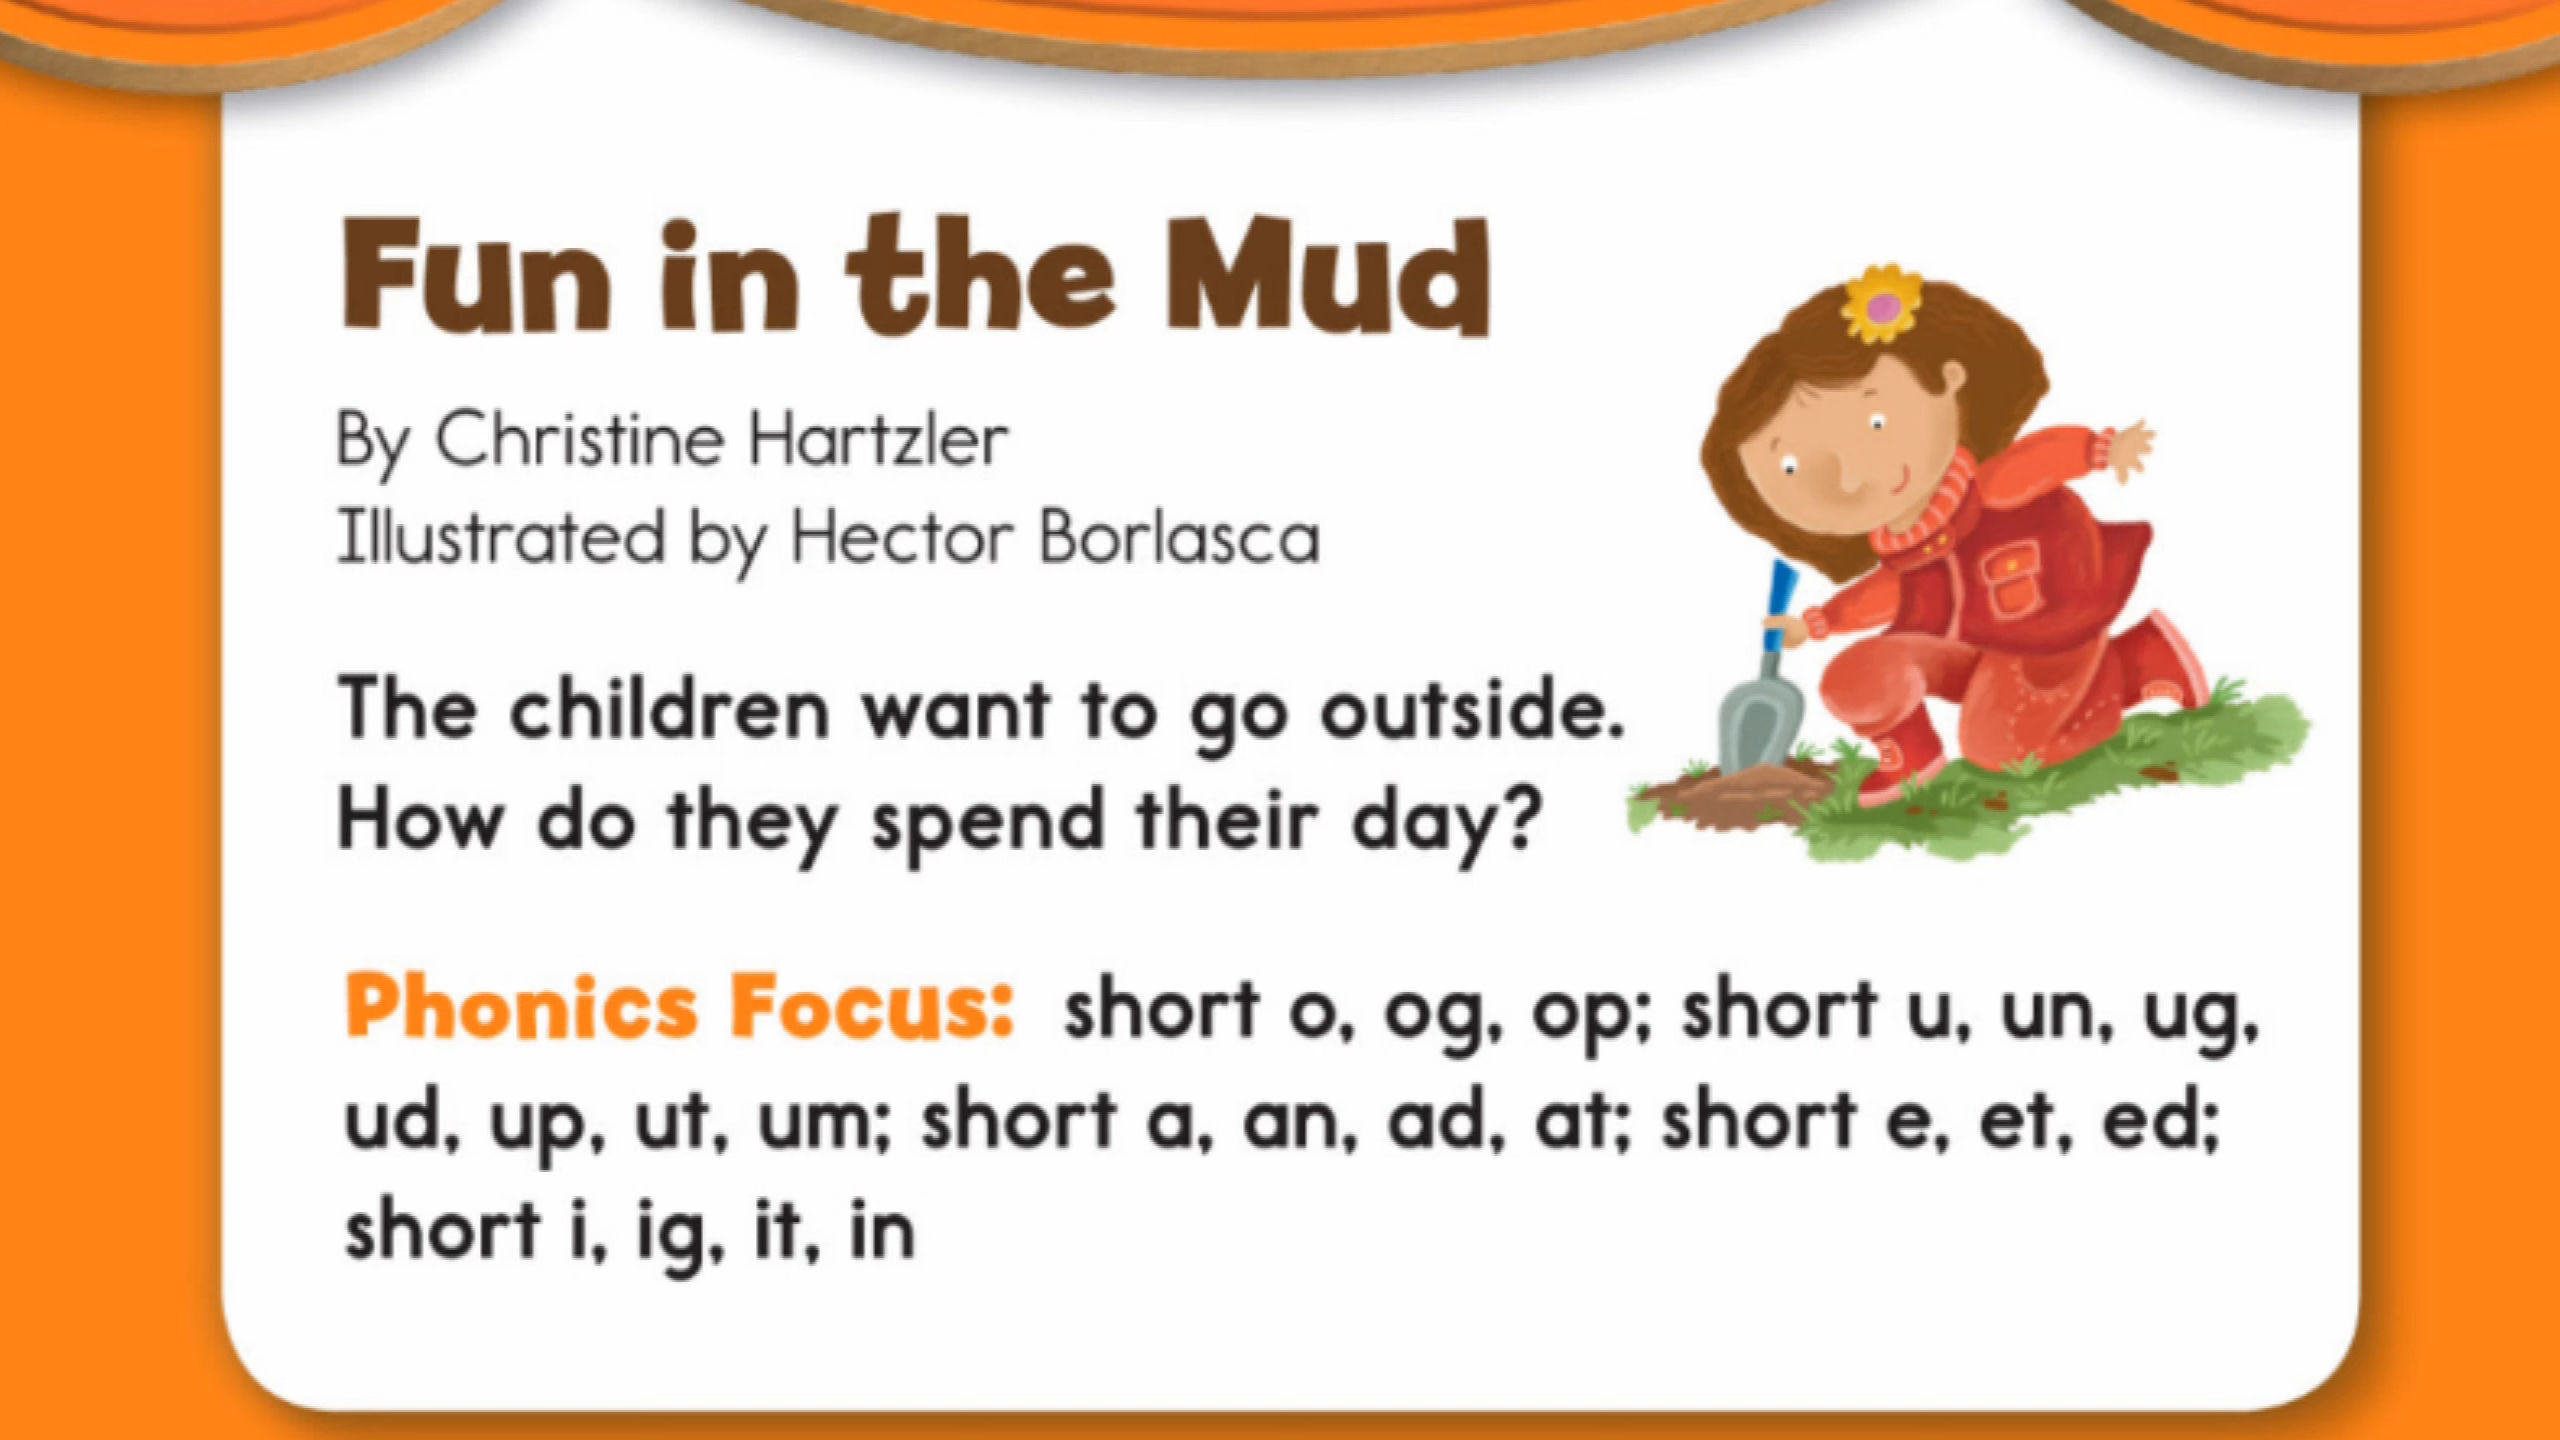 Fun in the Mud
By Christine Hartzler
Illustrated by Hector Borlasca
The children want to go outside.
How do they spend their day?
Phonics Focus: short o, og, op; short u, un, ug,
ud, up, ut, um; short a, an, ad, at; short e, et, ed;
short i, ig, it, in